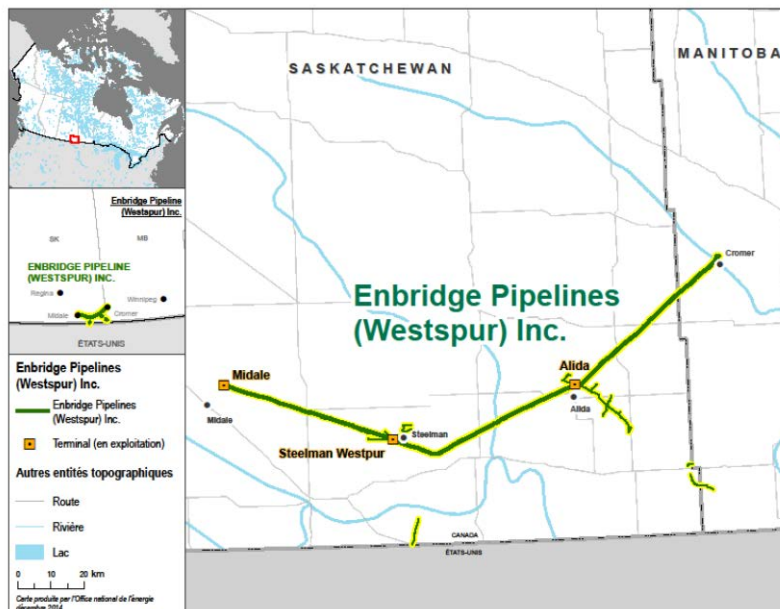 SASKATCHEWAN
MANITOBA
Enbridge Pipeline
(Westspur) Inc.
SK
MB
ENBRIDGE PIPELINE
(WESTSPUR) INC.
Regina
Winnipeg
Midale
Cromer
ÉTATS-UNIS
Enbridge Pipelines
(Westspur) Inc.
Enbridge Pipelines
(Westspur) Inc.
Terminal (en exploitation)
Autres entités topographiques
Route
Rivière
Lac
0 10 20 km
Carte produite par l'Office national de l'énergie
décembre 2014
Cromer
Enbridge Pipelines
(Westspur) Inc.
Midale
Midale
Alida
Alida
Steelman
Steelman Westpur
CANADA
ÉTATS-UNIS